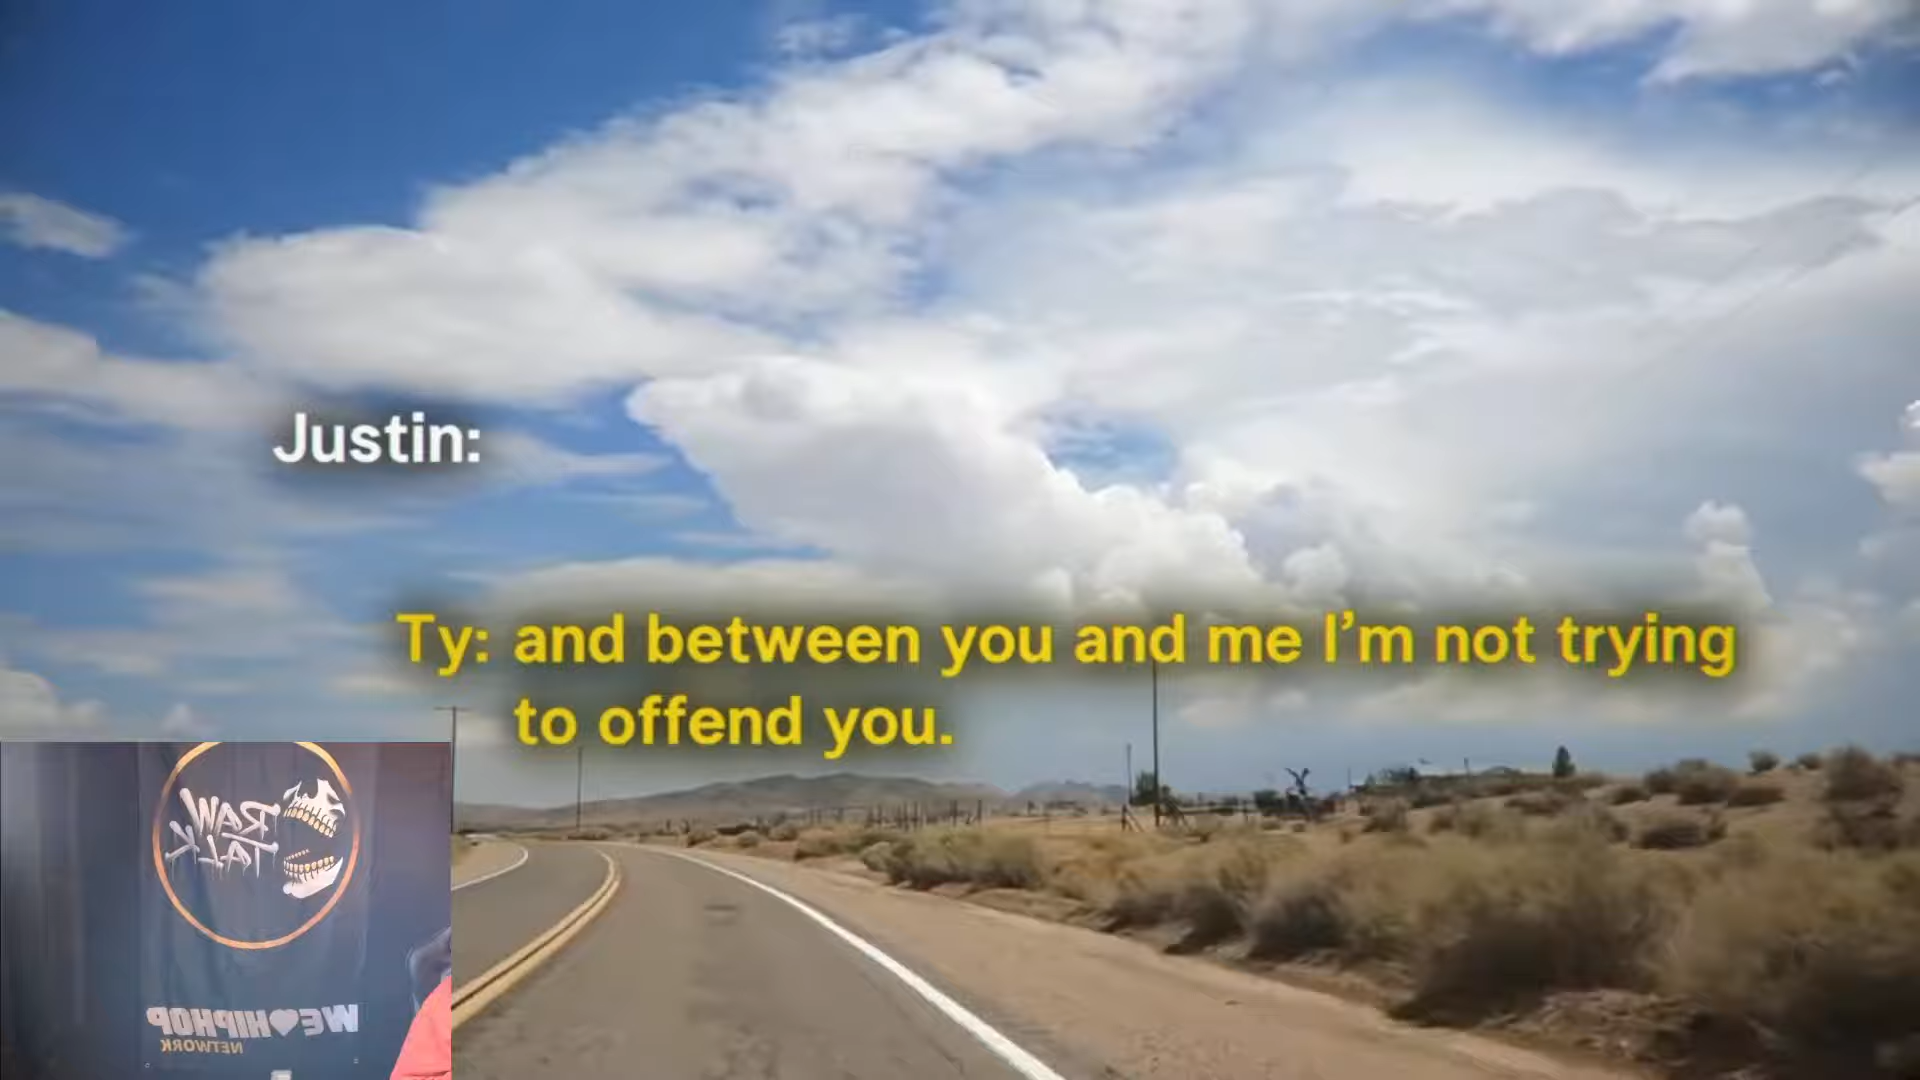 Justin:
Ty: and between you and me I'm not trying
to offend you.
RAW
TALK
WE HIPHOP
NETWORK